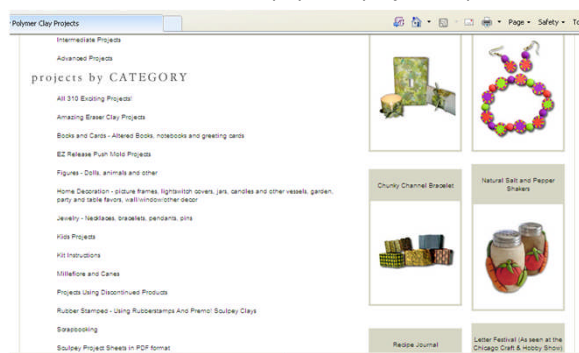 Polymer Clay Projects
Page
Safety
To
Intermediate Projects
Advanced Projects
projects by CATEGORY
All 310 Exciting Projects!
Amazing Eraser Clay Projects
Books and Cards - Altered Books, notebooks and greeting cards
EZ Release Push Mold Projects
Figures - Dolls, animals and other
Home Decoration - picture frames, lightswitch covers, jars, candles and other vessels, garden,
party and table favors, wall/window/other decor
Jewelry - Necklaces, bracelets, pendants, pins
Kids Projects
Kit Instructions
Millefiore and Canes
Projects Using Discontinued Products
Rubber Stamped - Using Rubberstamps And Premo! Sculpey Clays
Scrapbooking
Sculpey Project Sheets in PDF format
Chunky Channel Bracelet
Natural Salt and Pepper
Shakers
Recipe Journal
Letter Festival (As seen at the
Chicago Craft & Hobby Show)